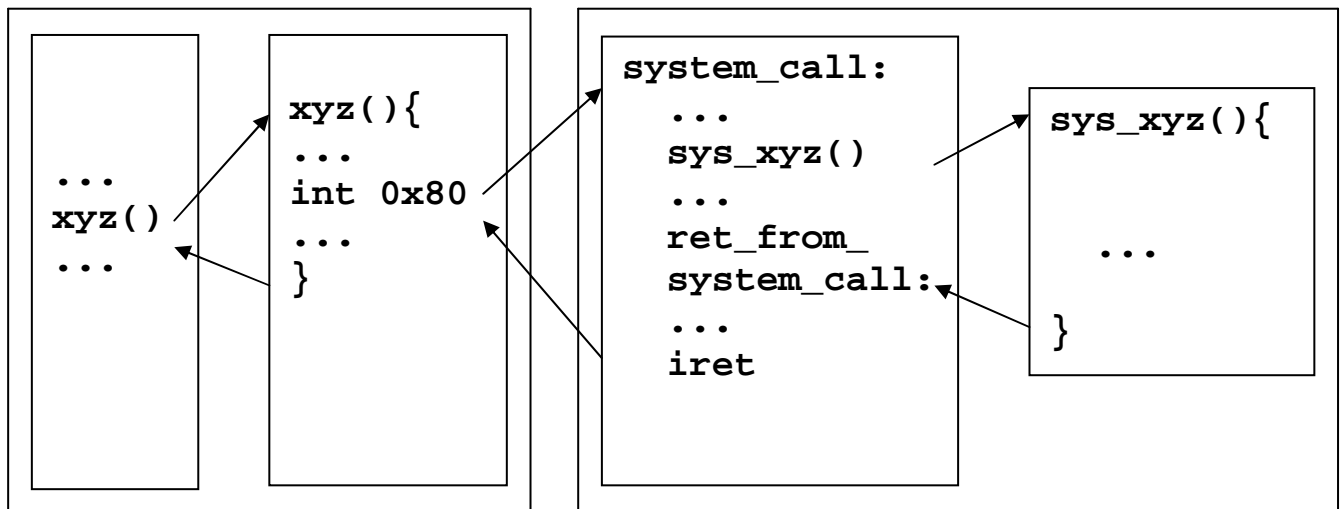 ...
xyz()
...
xyz(){
...
int 0x80
...
}
system_call:
...
sys_xyz()
...
ret_from_
system_call:
...
iret
sys_xyz(){
...
}